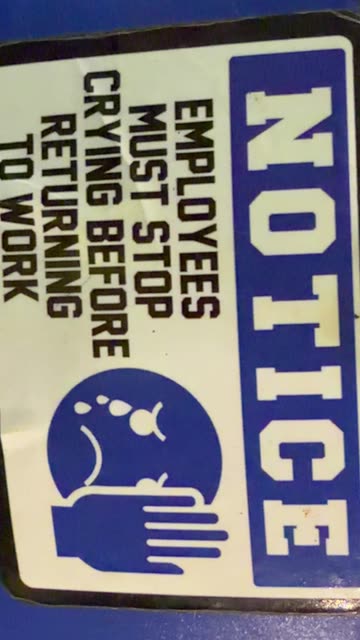 NOTICE
EMPLOYEES
MUST STOP
CRYING BEFORE
RETURNING
TO WORK